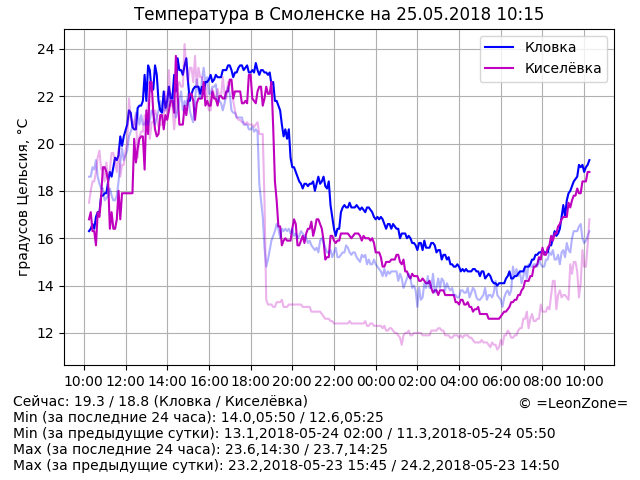 Температура в Смоленске на 25.05.2018 10:15
Кловка
Киселёвка
градусов Цельсия, °C
24
22
20
18
16
14
12
10:00 12:00 14:00 16:00 18:00 20:00 22:00 00:00 02:00 04:00 06:00 08:00 10:00
Сейчас: 19.3 / 18.8 (Кловка / Киселёвка)
© =LeonZone=
Min (за последние 24 часа): 14.0,05:50 / 12.6,05:25
Min (за предыдущие сутки): 13.1,2018-05-24 02:00 / 11.3,2018-05-24 05:50
Max (за последние 24 часа): 23.6,14:30 / 23.7,14:25
Max (за предыдущие сутки): 23.2,2018-05-23 15:45 / 24.2,2018-05-23 14:50